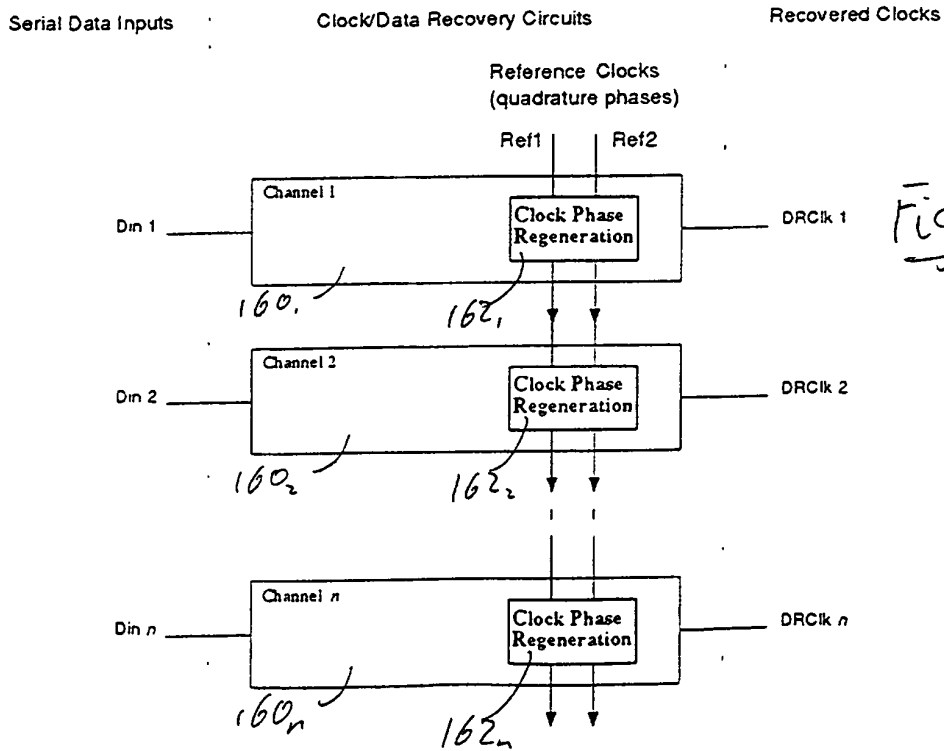 Serial Data Inputs
Clock/Data Recovery Circuits
Recovered Clocks
Reference Clocks
(quadrature phases)
Ref1
Ref2
Channel 1
Clock Phase
Regeneration
Din 1
DRClk 1
160₁
162₁
Channel 2
Clock Phase
Regeneration
Din 2
DRClk 2
160₂
162₂
Channel n
Clock Phase
Regeneration
Din n
DRClk n
160ₙ
162ₙ